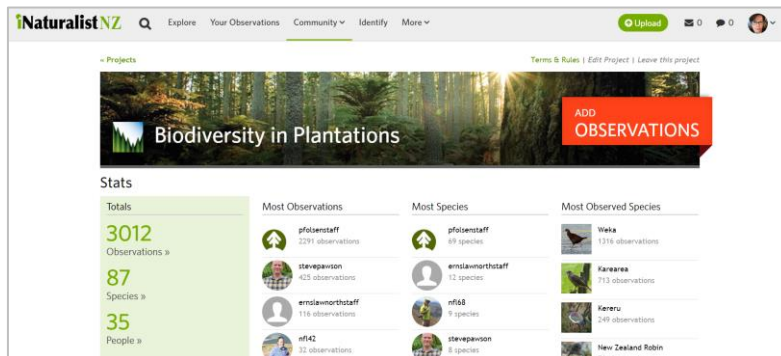 iNaturalistNZ Explore Your Observations Community More Identify Upload 0 0
« Projects Terms & Rules | Edit Project | Leave this project
Biodiversity in Plantations
ADD
OBSERVATIONS
Stats
Totals
3012
Observations »
87
Species »
35
People »
Most Observations
pfolsenstaff
2291 observations
stevepawson
425 observations
ernslawnorthstaff
116 observations
nfl42
32 observations
Most Species
pfolsenstaff
69 species
ernslawnorthstaff
12 species
nfl68
9 species
stevepawson
8 species
Most Observed Species
Weka
1316 observations
Karearea
713 observations
Kereru
249 observations
New Zealand Robin